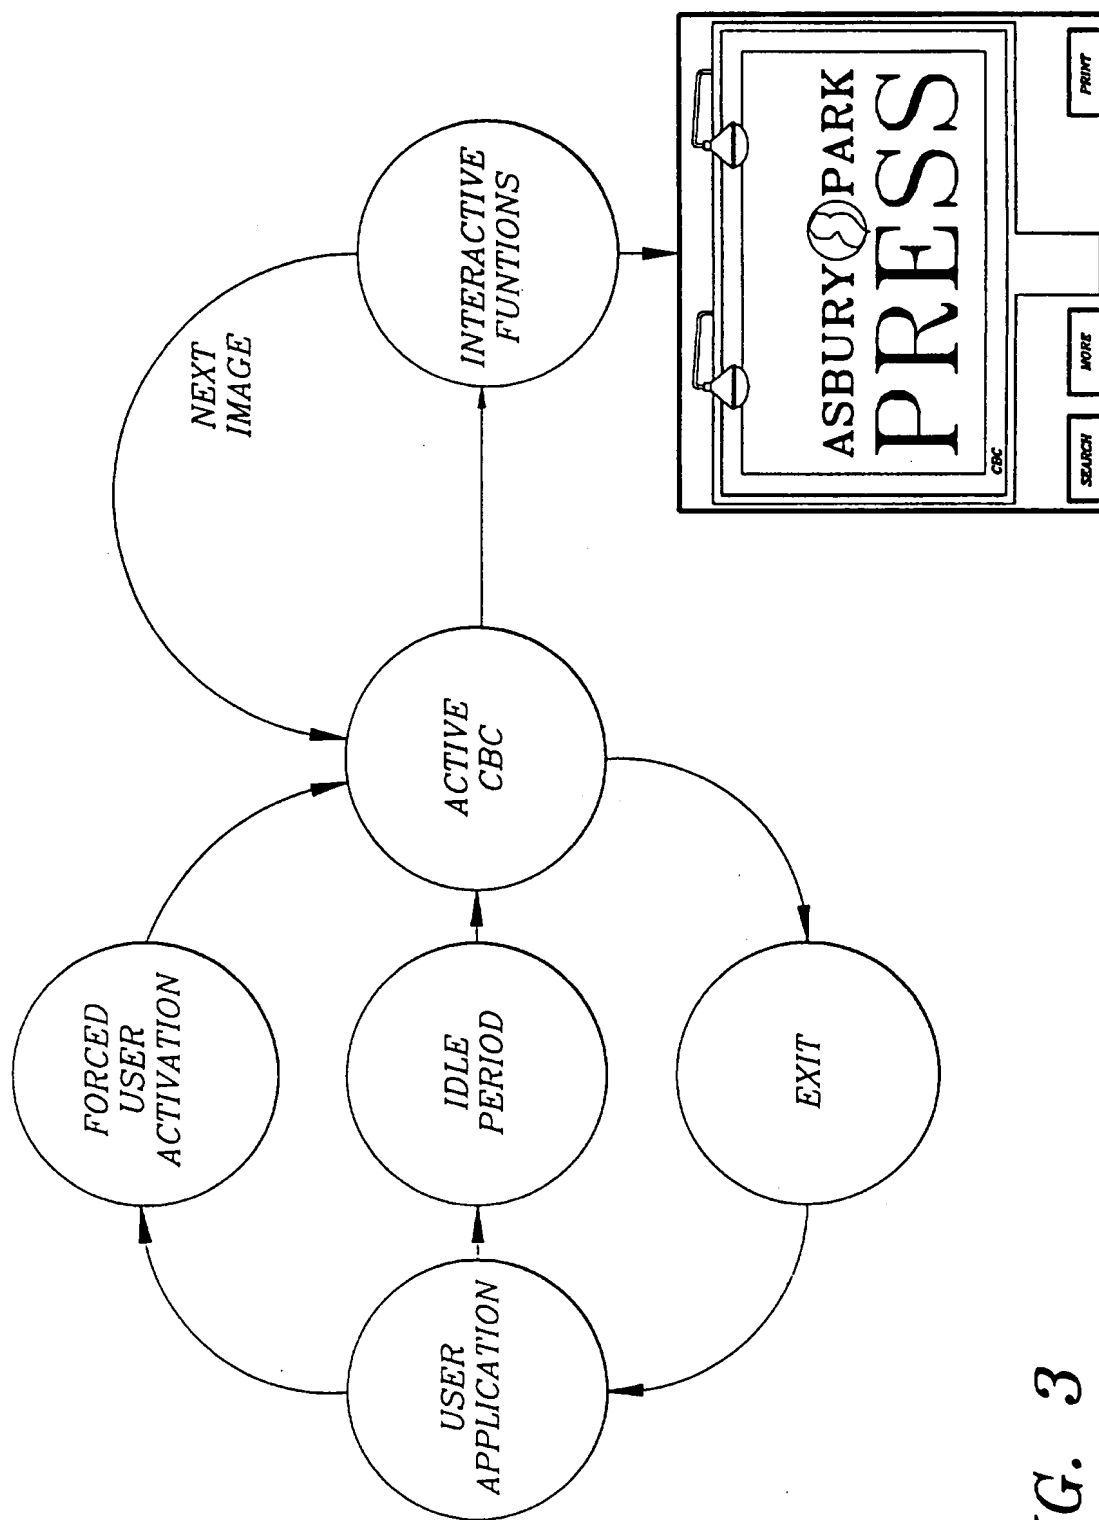 FORCED
USER
ACTIVATION
NEXT
IMAGE
USER
APPLICATION
IDLE
PERIOD
ACTIVE
CBC
INTERACTIVE
FUNTIONS
EXIT
ASBURY PARK
PRESS
CBC
SEARCH
MORE
PRINT
G. 3